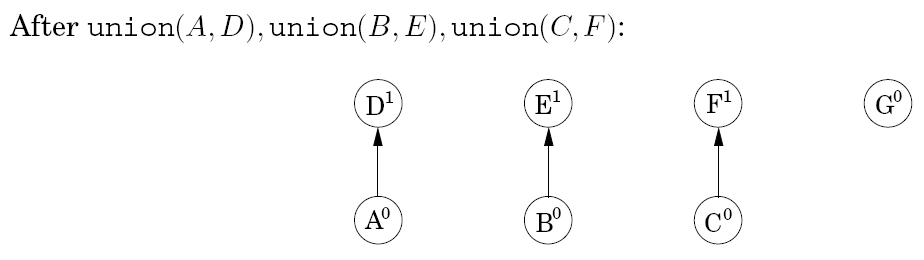 After union(A, D), union(B, E), union(C, F):
D¹ E¹ F¹ G⁰
A⁰ B⁰ C⁰